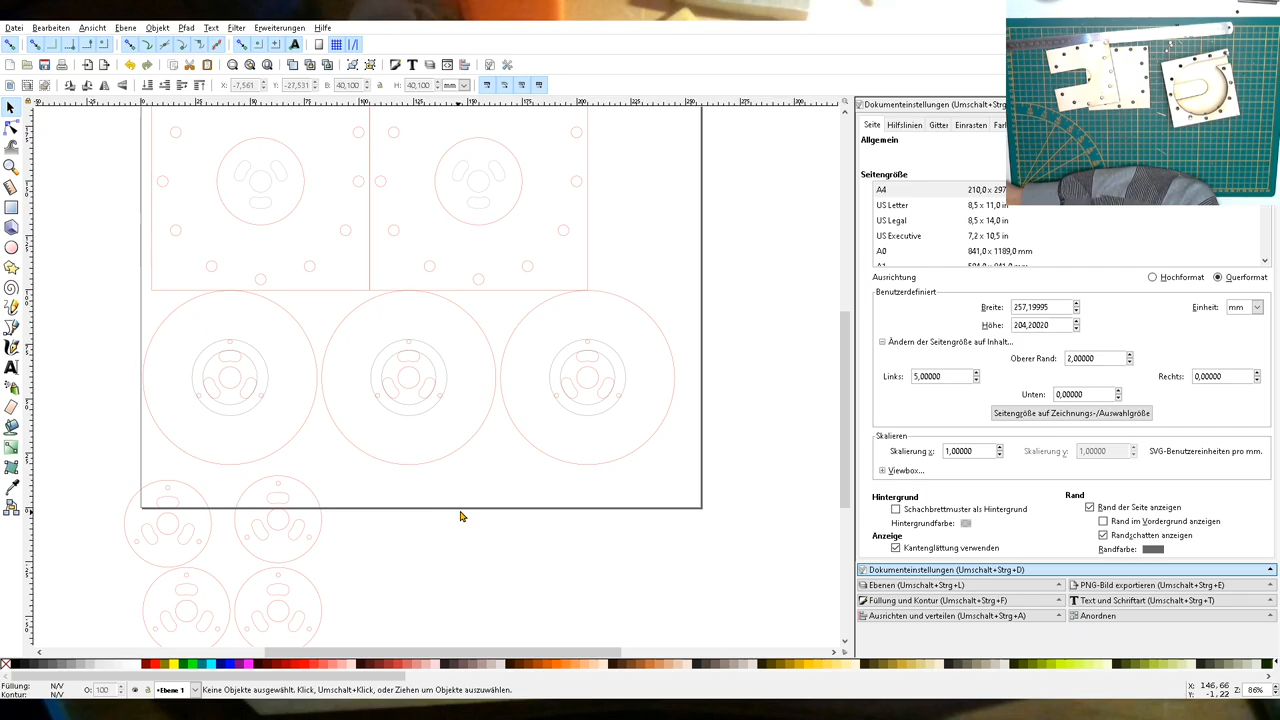 Datei Bearbeiten Ansicht Ebene Objekt Pfad Text Filter Erweiterungen Hilfe
X: -7,561 Y: -27,531 B: 40,100 H: 40,100 mm
Dokumenteinstellungen (Umschalt+Strg
Seite Hilfslinien Gitter Einrasten
Allgemein
Seitengröße
A4 210,0 x 297
US Letter 8,5 x 11,0 in
US Legal 8,5 x 14,0 in
US Executive 7,2 x 10,5 in
A0 841,0 x 1189,0 mm
Ausrichtung Hochformat Querformat
Benutzerdefiniert
Breite: 257,19995 Einheit: mm
Höhe: 204,20020
Ändern der Seitengröße auf Inhalt...
Oberer Rand: 2,00000
Links: 5,00000 Rechts: 0,00000
Unten: 0,00000
Seitengröße auf Zeichnungs-/Auswahlgröße
Skalieren
Skalierung x: 1,00000 Skalierung y: 1,00000 SVG-Benutzereinheiten pro mm.
Viewbox...
Hintergrund
Schachbrettmuster als Hintergrund
Hintergrundfarbe:
Anzeige
Kantenglättung verwenden
Rand
Rand der Seite anzeigen
Rand im Vordergrund anzeigen
Randschatten anzeigen
Randfarbe:
Dokumenteinstellungen (Umschalt+Strg+D)
Ebenen (Umschalt+Strg+L) PNG-Bild exportieren (Umschalt+Strg+E)
Füllung und Kontur (Umschalt+Strg+F) Text und Schriftart (Umschalt+Strg+T)
Ausrichten und verteilen (Umschalt+Strg+A) Anordnen
Füllung: N/V
Kontur: N/V
O: 100
Ebene 1
Keine Objekte ausgewählt. Klick, Umschalt+Klick, oder Ziehen um Objekte auszuwählen.
X: 146,66
Y: -1,22
Z: 86%